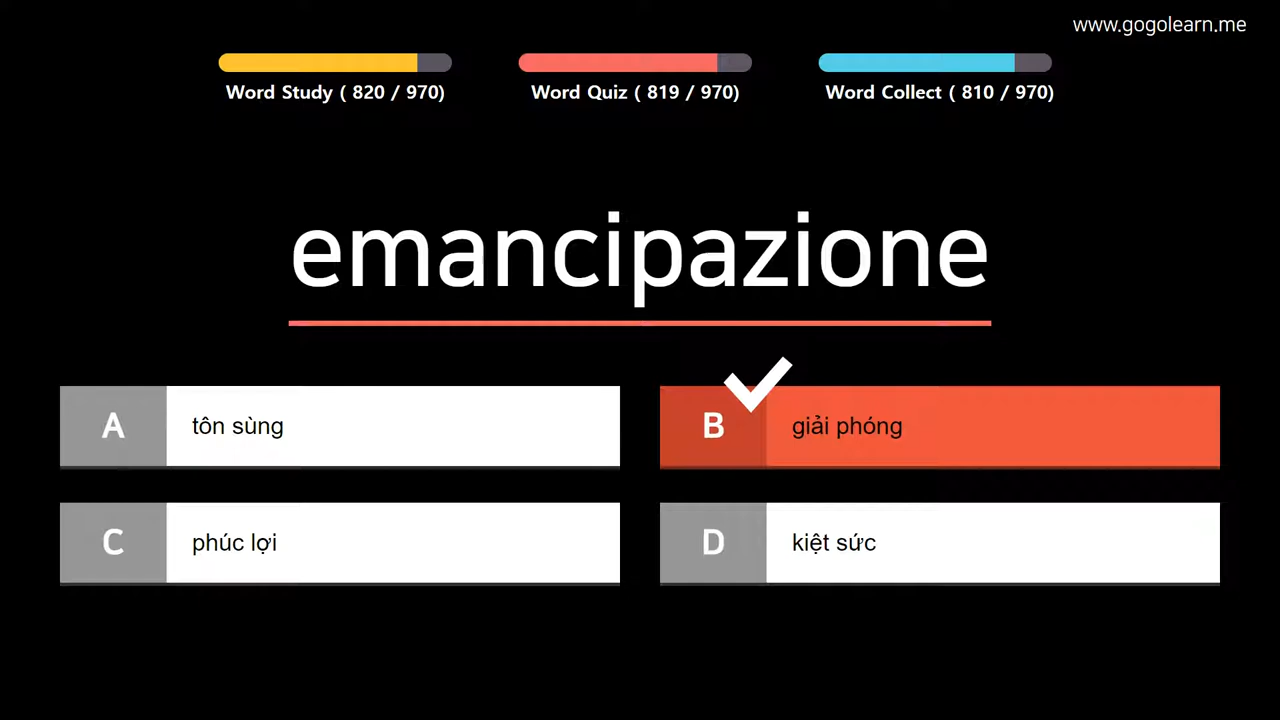 www.gogolearn.me
Word Study ( 820 / 970)
Word Quiz ( 819 / 970)
Word Collect ( 810 / 970)
emancipazione
A tôn sùng
B giải phóng
C phúc lợi
D kiệt sức